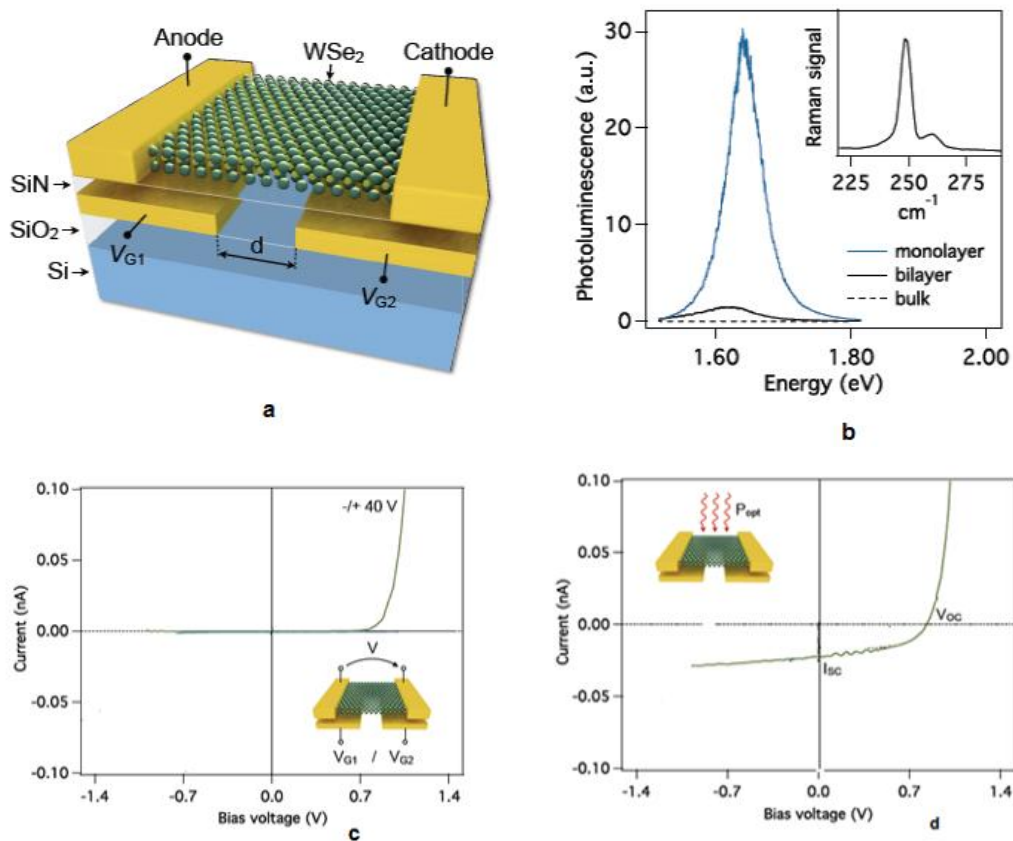 Anode
WSe2
Cathode
SiN
SiO2
Si
VG1
d
VG2
a
Photoluminescence (a.u.)
30
20
10
0
1.60
1.80
2.00
Energy (eV)
Raman signal
225
250
275
cm-1
monolayer
bilayer
bulk
b
Current (nA)
0.10
0.05
0.00
-0.05
-0.10
-1.4
-0.7
0.0
0.7
1.4
Bias voltage (V)
-/+ 40 V
V
VG1 / VG2
c
Current (nA)
0.10
0.05
0.00
-0.05
-0.10
-1.4
-0.7
0.0
0.7
1.4
Bias voltage (V)
Popt
VOC
ISC
d